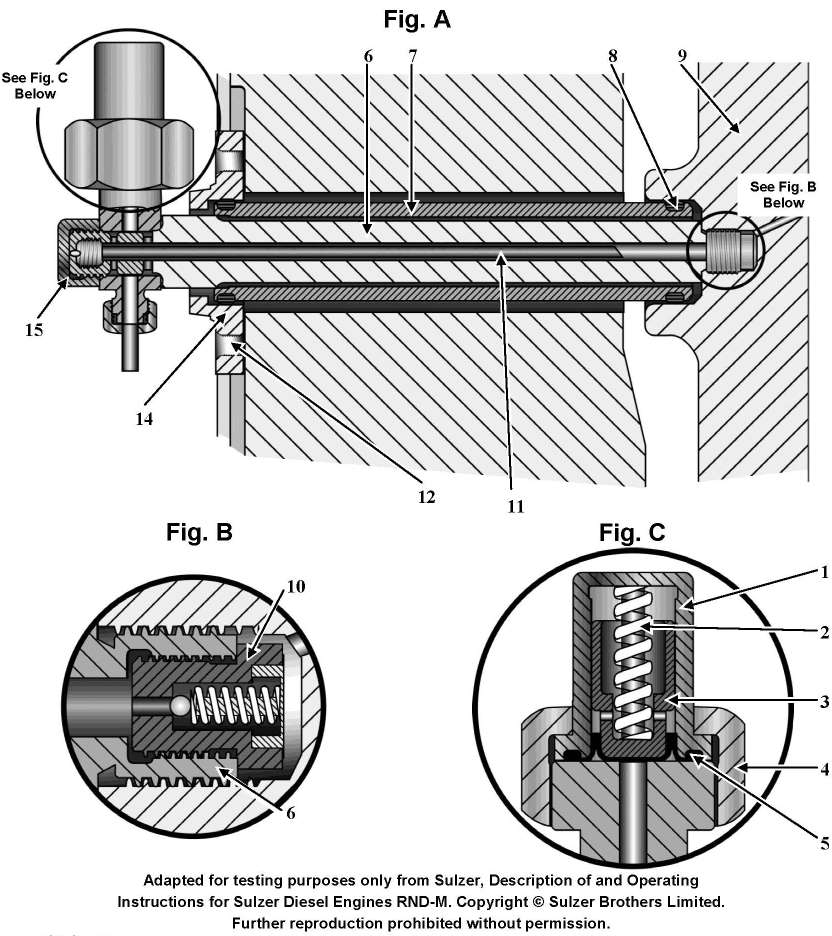 Fig. A
See Fig. C
Below
6
7
8
9
See Fig. B
Below
15
14
12
11
Fig. B
Fig. C
10
6
1
2
3
4
5
Adapted for testing purposes only from Sulzer, Description of and Operating
Instructions for Sulzer Diesel Engines RND-M. Copyright © Sulzer Brothers Limited.
Further reproduction prohibited without permission.